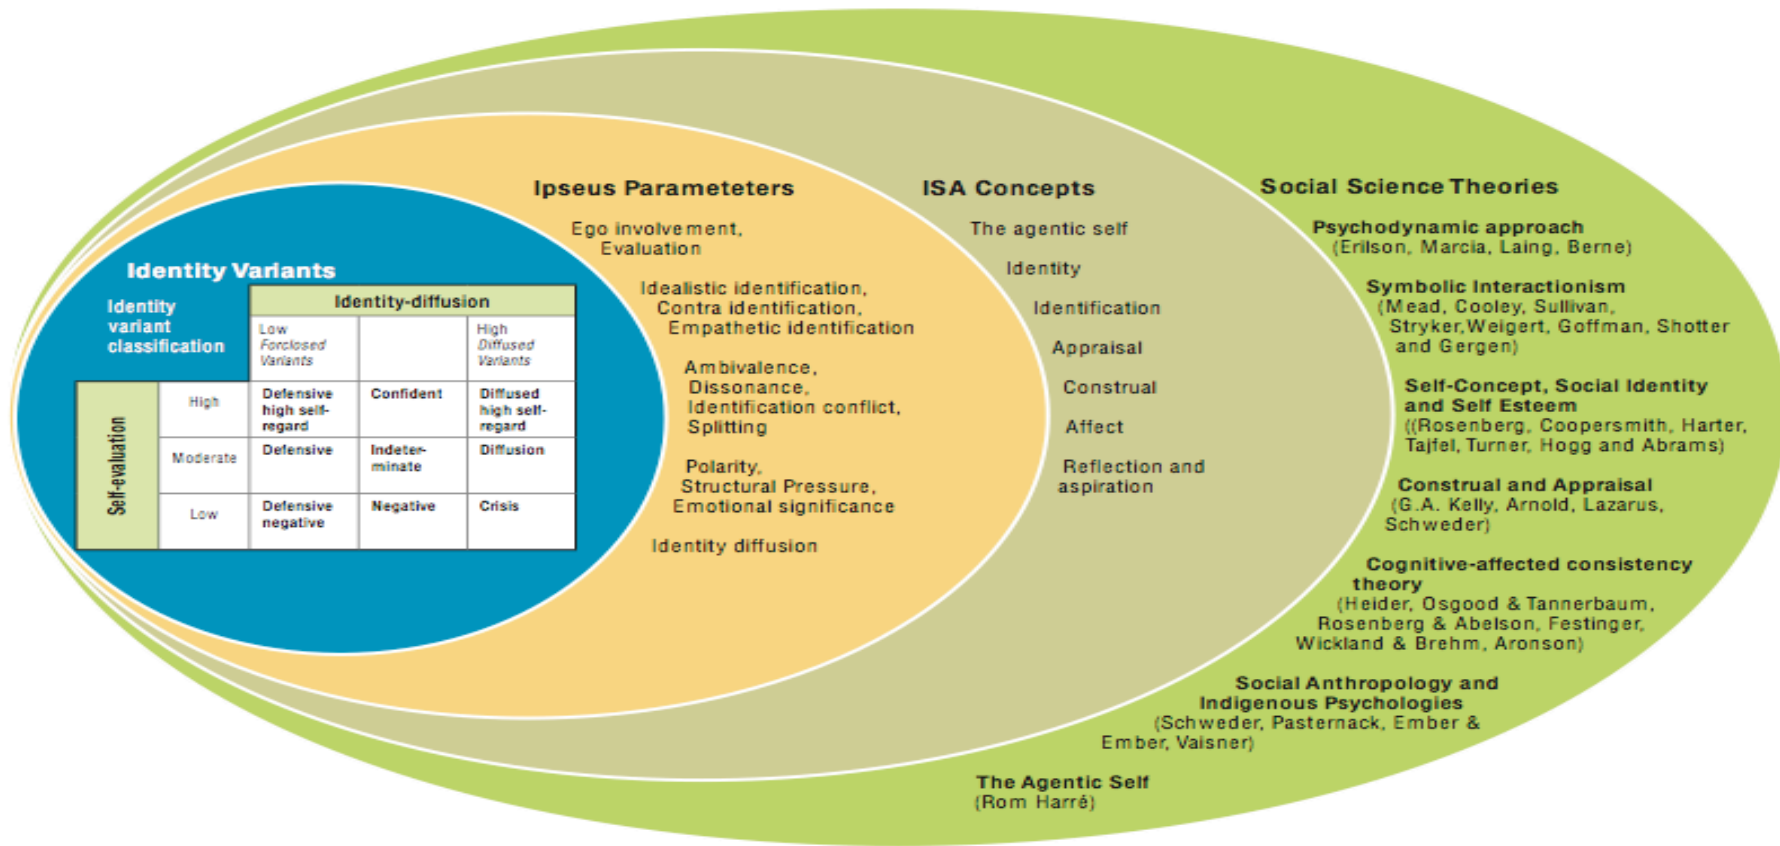 Identity Variants
Identity
variant
classification
Identity-diffusion
Low
Forclosed
Variants
High
Diffused
Variants
Self-evaluation
High
Defensive
high self-
regard
Confident
Diffused
high self-
regard
Moderate
Defensive
Indeter-
minate
Diffusion
Low
Defensive
negative
Negative
Crisis
Ipseus Parameteters
Ego involvement,
Evaluation
Idealistic identification,
Contra identification,
Empathetic identification
Ambivalence,
Dissonance,
Identification conflict,
Splitting
Polarity,
Structural Pressure,
Emotional significance
Identity diffusion
ISA Concepts
The agentic self
Identity
Identification
Appraisal
Construal
Affect
Reflection and
aspiration
Social Science Theories
Psychodynamic approach
(Erilson, Marcia, Laing, Berne)
Symbolic Interactionism
(Mead, Cooley, Sullivan,
Stryker,Weigert, Goffman, Shotter
and Gergen)
Self-Concept, Social Identity
and Self Esteem
((Rosenberg, Coopersmith, Harter,
Tajfel, Turner, Hogg and Abrams)
Construal and Appraisal
(G.A. Kelly, Arnold, Lazarus,
Schweder)
Cognitive-affected consistency
theory
(Heider, Osgood & Tannerbaum,
Rosenberg & Abelson, Festinger,
Wickland & Brehm, Aronson)
Social Anthropology and
Indigenous Psychologies
(Schweder, Pasternack, Ember &
Ember, Vaisner)
The Agentic Self
(Rom Harré)